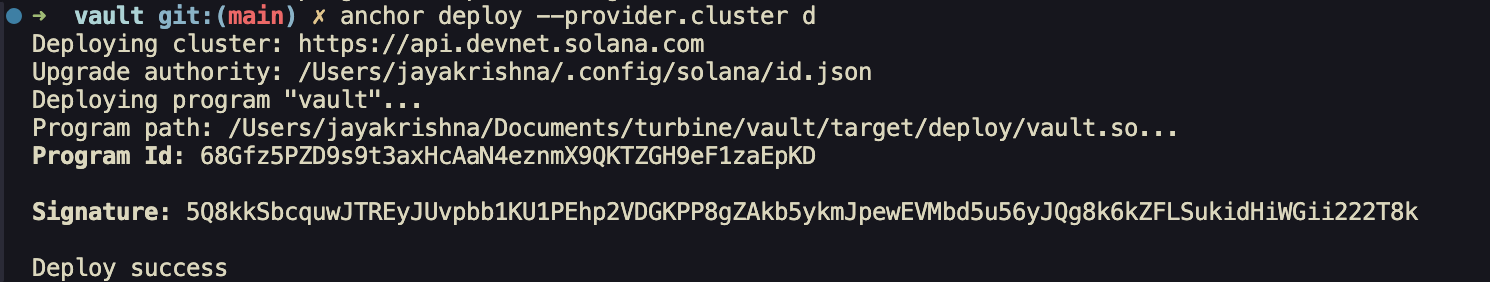 ➜ vault git:(main) ✗ anchor deploy --provider.cluster d
Deploying cluster: https://api.devnet.solana.com
Upgrade authority: /Users/jayakrishna/.config/solana/id.json
Deploying program "vault"...
Program path: /Users/jayakrishna/Documents/turbine/vault/target/deploy/vault.so...
Program Id: 68Gfz5PZD9s9t3axHcAaN4eznmX9QKTZGH9eF1zaEpKD
Signature: 5Q8kkSbcquwJTREyJUvpbb1KU1PEhp2VDGKPP8gZAkb5ykmJpewEVMbd5u56yJQg8k6kZFLSukidHiWGii222T8k
Deploy success